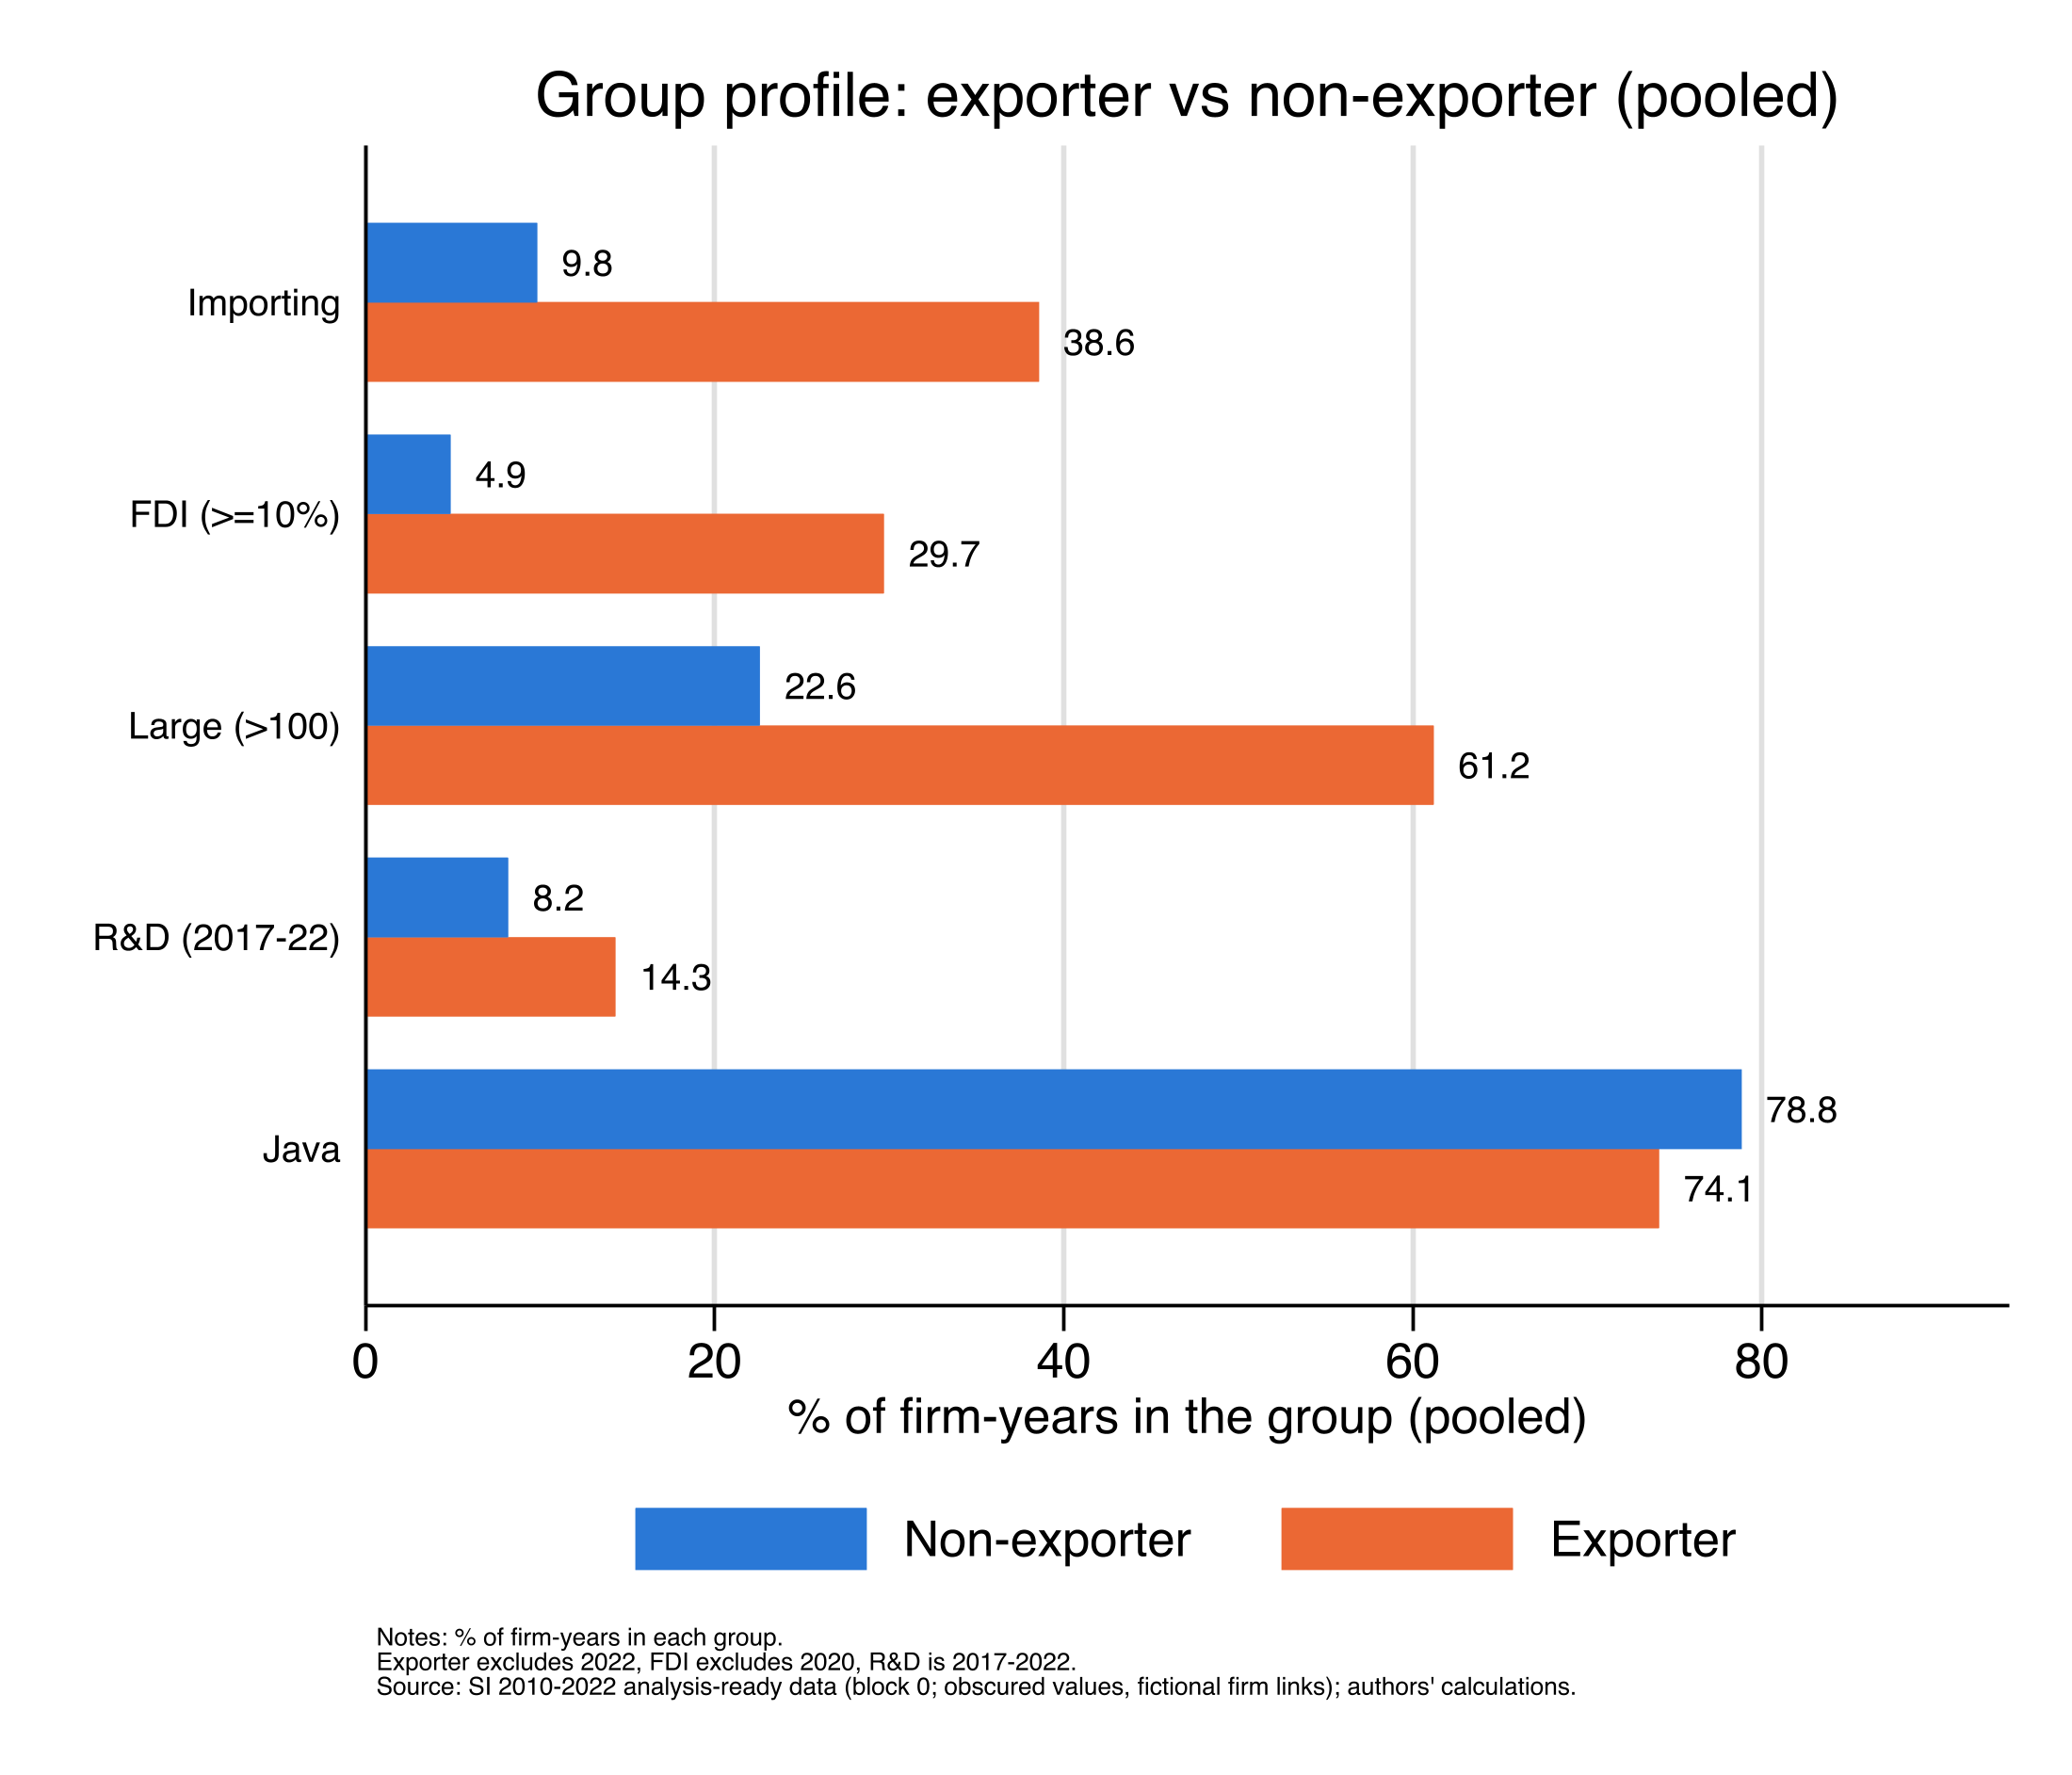 Group profile: exporter vs non-exporter (pooled)
Importing
9.8
38.6
FDI (>=10%)
4.9
29.7
Large (>100)
22.6
61.2
R&D (2017-22)
8.2
14.3
Java
78.8
74.1
0 20 40 60 80
% of firm-years in the group (pooled)
Non-exporter Exporter
Notes: % of firm-years in each group.
Exporter excludes 2022, FDI excludes 2020, R&D is 2017-2022.
Source: SI 2010-2022 analysis-ready data (block 0; obscured values, fictional firm links); authors' calculations.